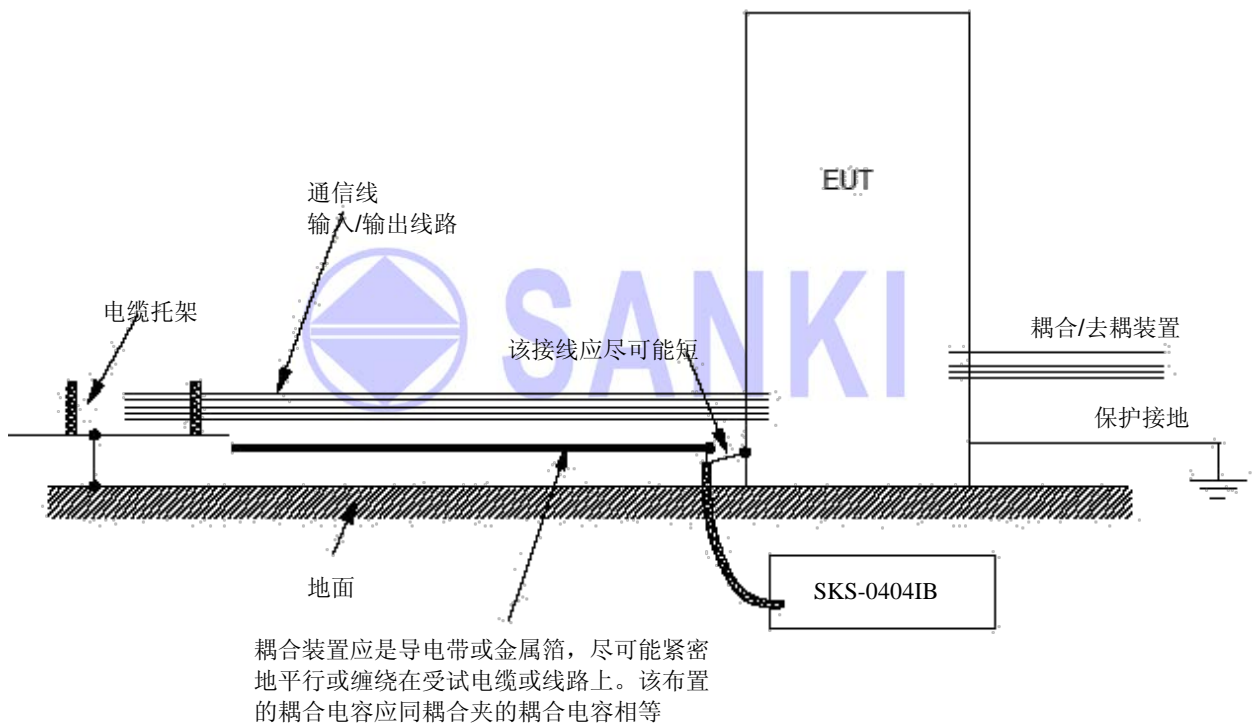 EUT
通信线
输入/输出线路
SANKI
电缆托架
耦合/去耦装置
该接线应尽可能短
保护接地
地面
SKS-0404IB
耦合装置应是导电带或金属箔，尽可能紧密
地平行或缠绕在受试电缆或线路上。该布置
的耦合电容应同耦合夹的耦合电容相等